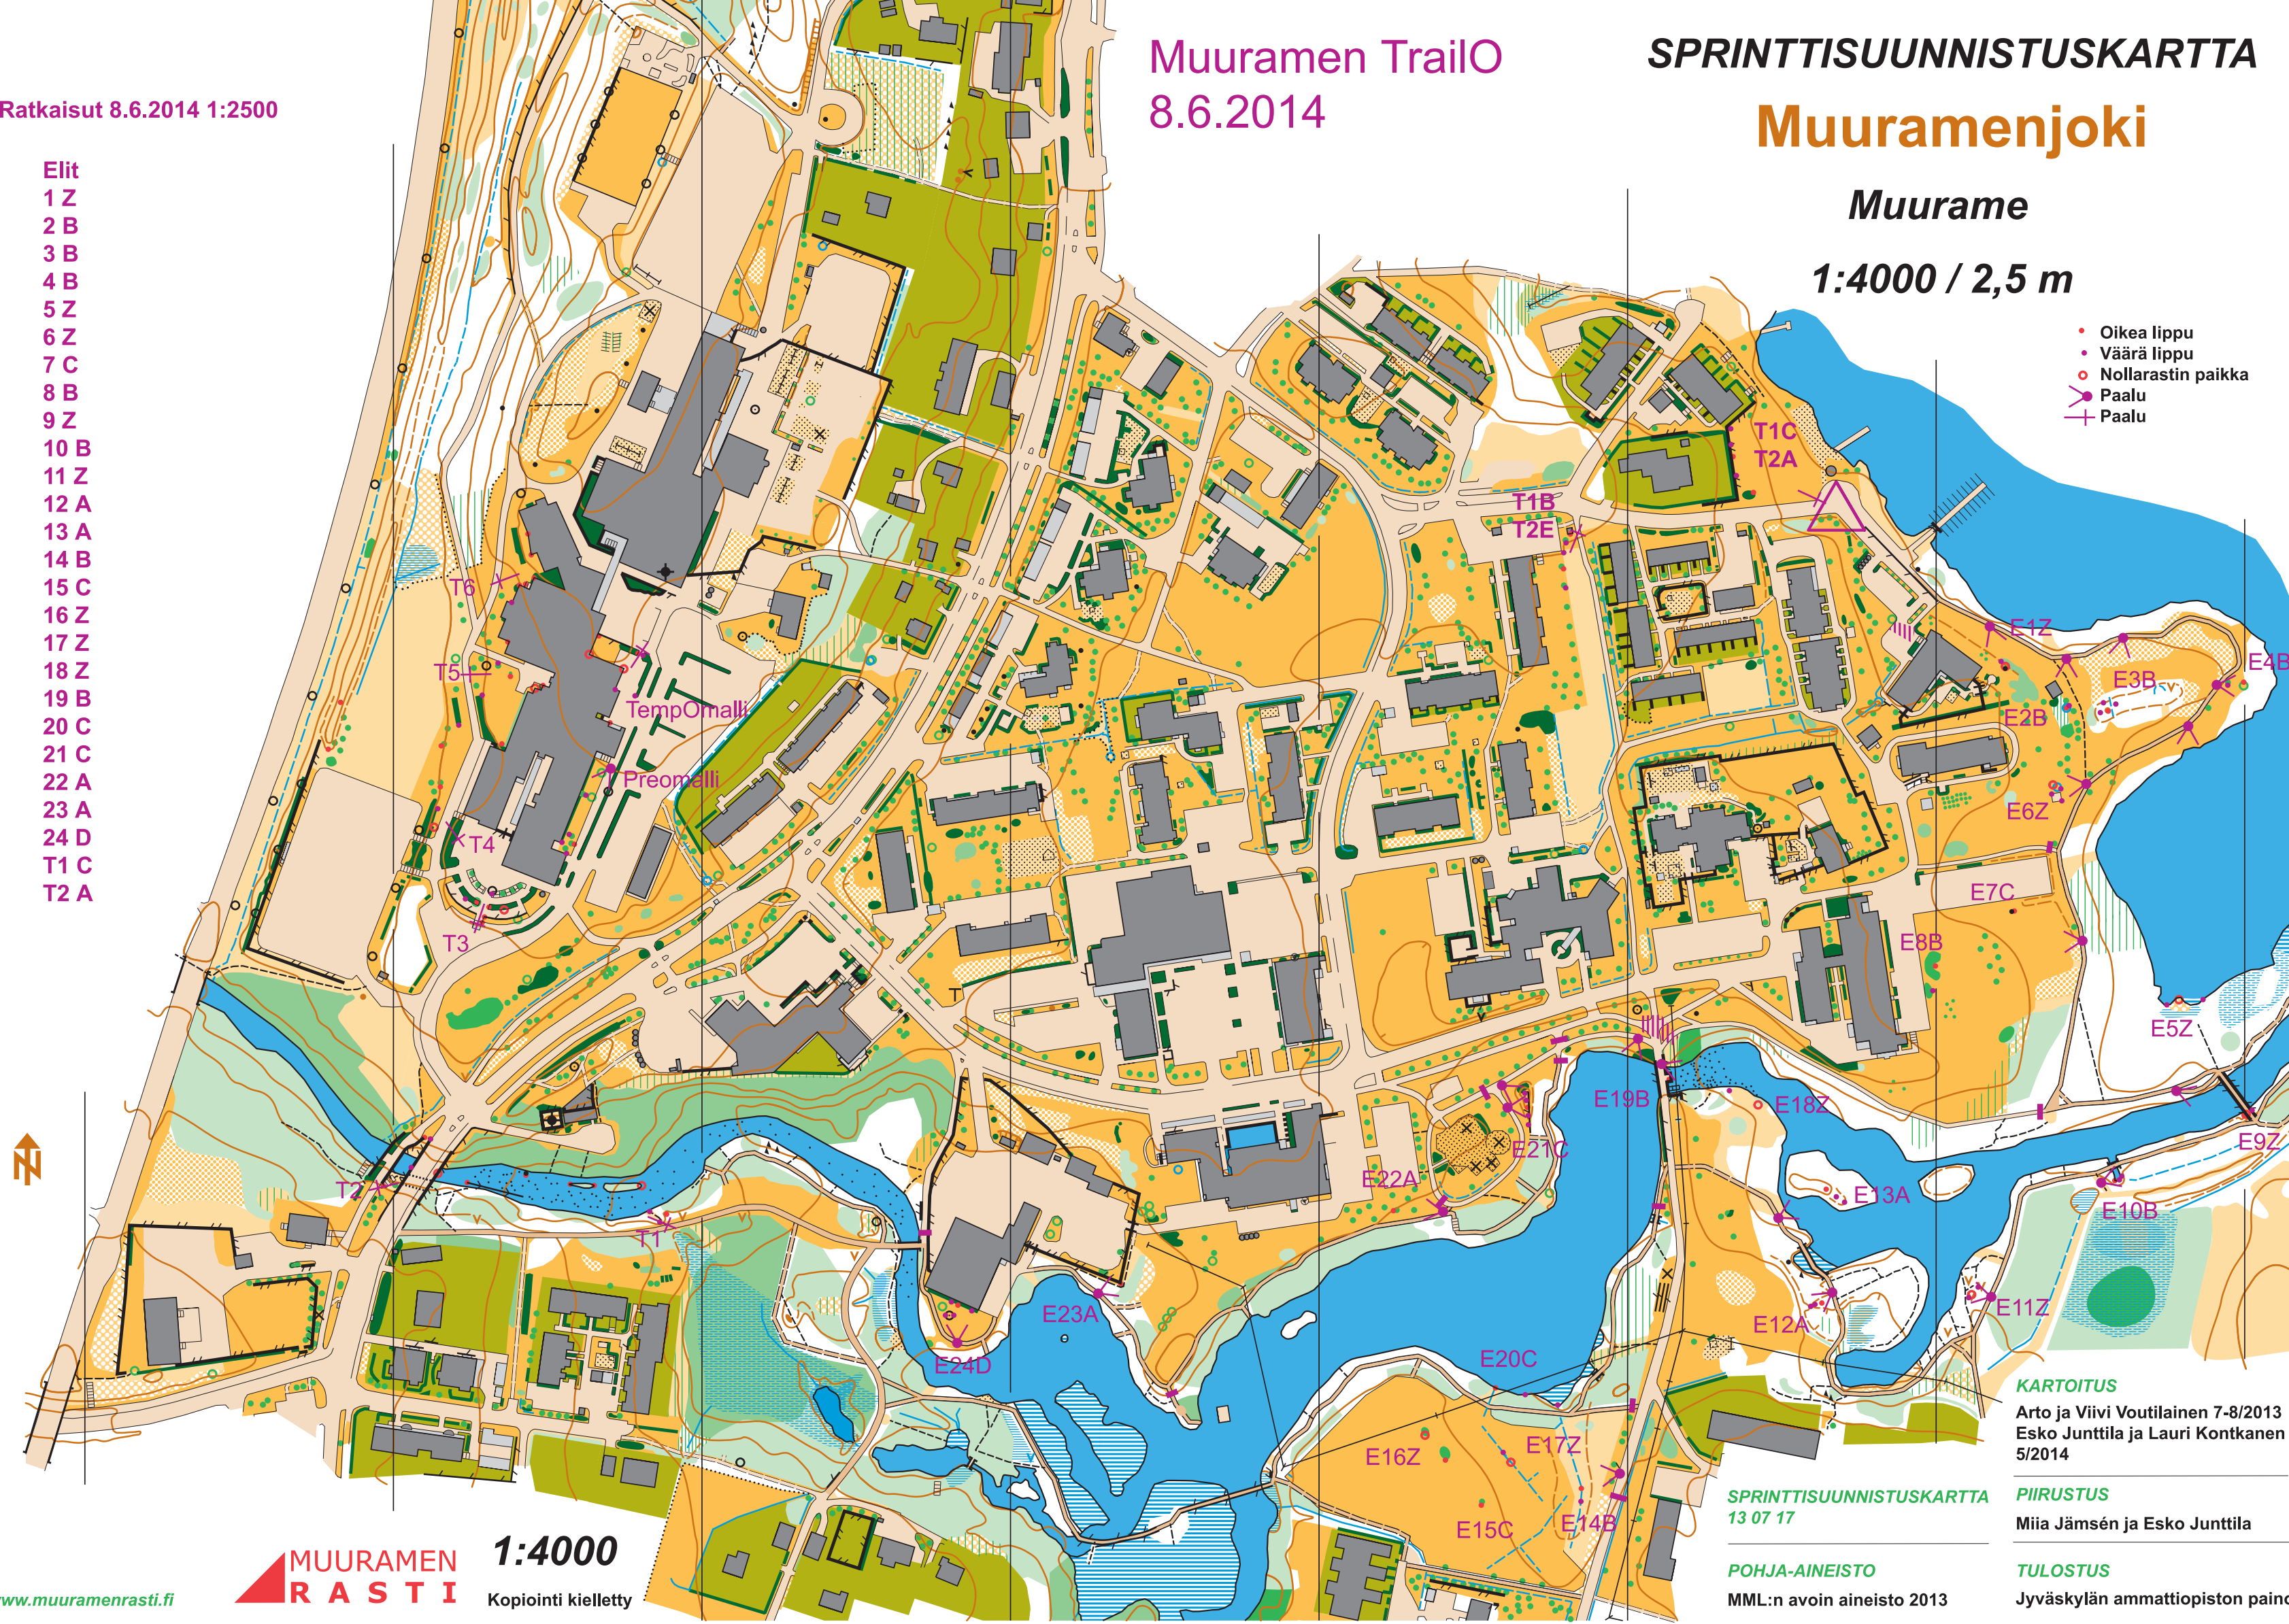 Ratkaisut 8.6.2014 1:2500
Elit
1 Z
2 B
3 B
4 B
5 Z
6 Z
7 C
8 B
9 Z
10 B
11 Z
12 A
13 A
14 B
15 C
16 Z
17 Z
18 Z
19 B
20 C
21 C
22 A
23 A
24 D
T1 C
T2 A
Muuramen TrailO
8.6.2014
SPRINTTISUUNNISTUSKARTTA
Muuramenjoki
Muurame
1:4000 / 2,5 m
Oikea lippu
Väärä lippu
Nollarastin paikka
Paalu
Paalu
T1C
T2A
T1B
T2E
T6
T5
TempOmalli
Preomalli
T4
T3
T2
T1
E1Z
E4B
E3B
E2B
E6Z
E7C
E8B
E5Z
E9Z
E19B
E18Z
E21C
E22A
E13A
E10B
E11Z
E12A
E23A
E24D
E20C
E16Z
E17Z
E15C
E14B
KARTOITUS
Arto ja Viivi Voutilainen 7-8/2013
Esko Junttila ja Lauri Kontkanen
5/2014
SPRINTTISUUNNISTUSKARTTA
13 07 17
PIIRUSTUS
Miia Jämsén ja Esko Junttila
POHJA-AINEISTO
MML:n avoin aineisto 2013
TULOSTUS
Jyväskylän ammattiopiston paino
www.muuramenrasti.fi
MUURAMEN
RASTI
1:4000
Kopiointi kielletty
N